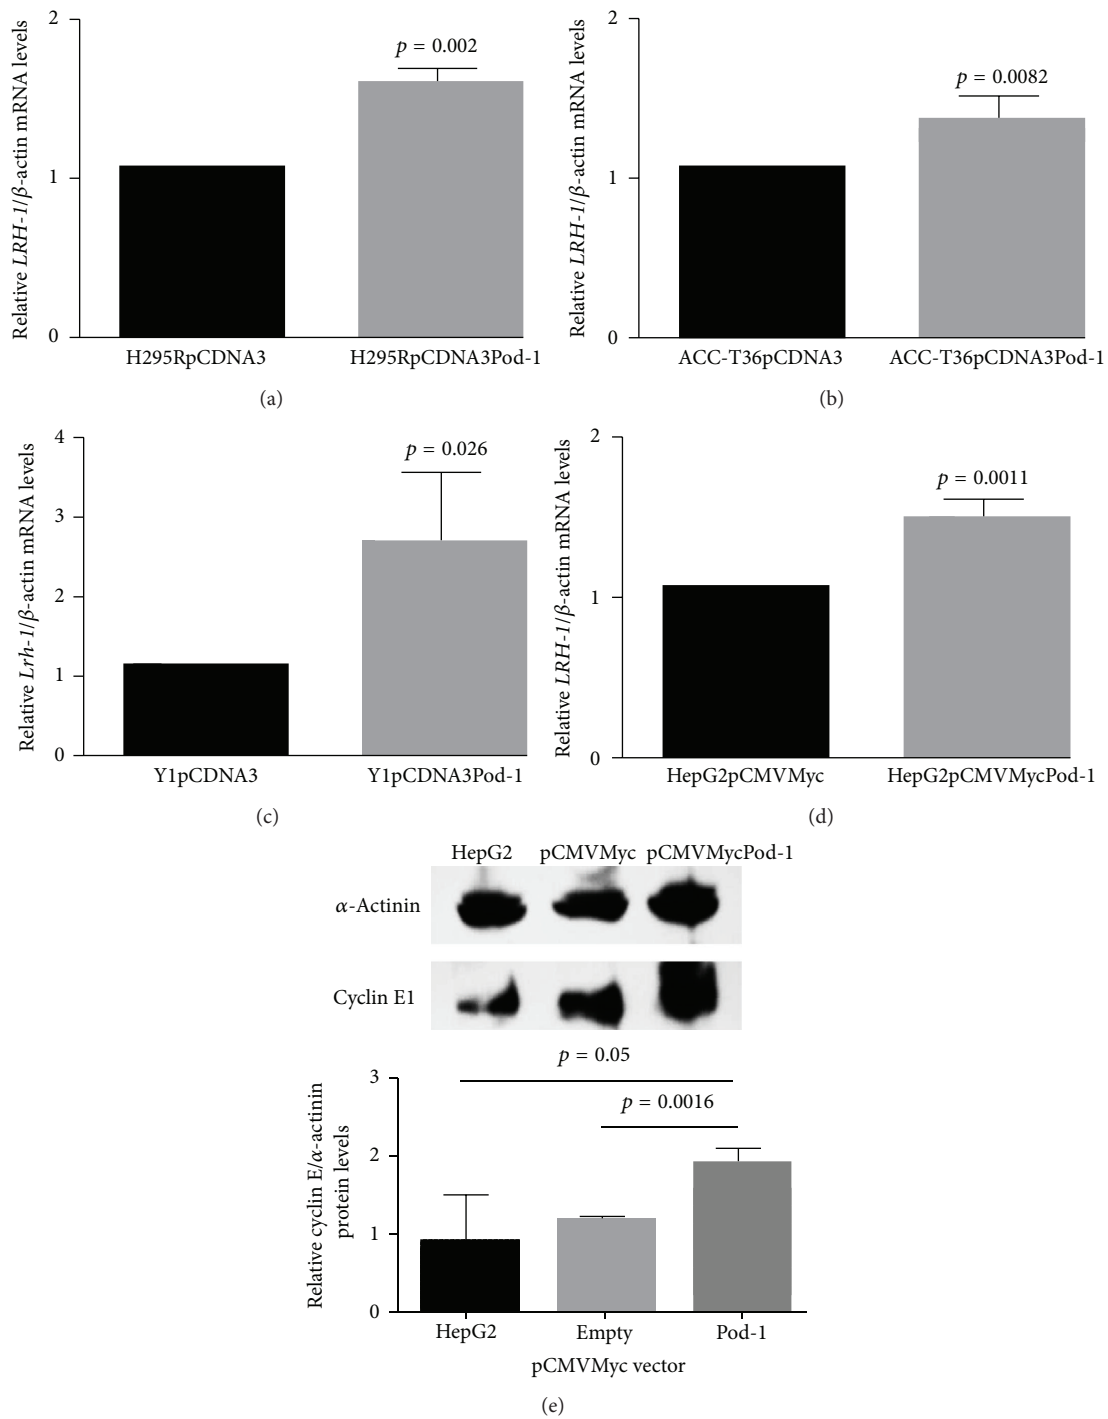 Relative LRH-1/β-actin mRNA levels
2
1
0
p = 0.002
H295RpCDNA3
H295RpCDNA3Pod-1
(a)
Relative LRH-1/β-actin mRNA levels
2
1
0
p = 0.0082
ACC-T36pCDNA3
ACC-T36pCDNA3Pod-1
(b)
Relative Lrh-1/β-actin mRNA levels
4
3
2
1
0
p = 0.026
Y1pCDNA3
Y1pCDNA3Pod-1
(c)
Relative LRH-1/β-actin mRNA levels
2
1
0
p = 0.0011
HepG2pCMVMyc
HepG2pCMVMycPod-1
(d)
HepG2 pCMVMyc pCMVMycPod-1
α-Actinin
Cyclin E1
Relative cyclin E/α-actinin
protein levels
3
2
1
0
p = 0.05
p = 0.0016
HepG2
Empty
Pod-1
pCMVMyc vector
(e)